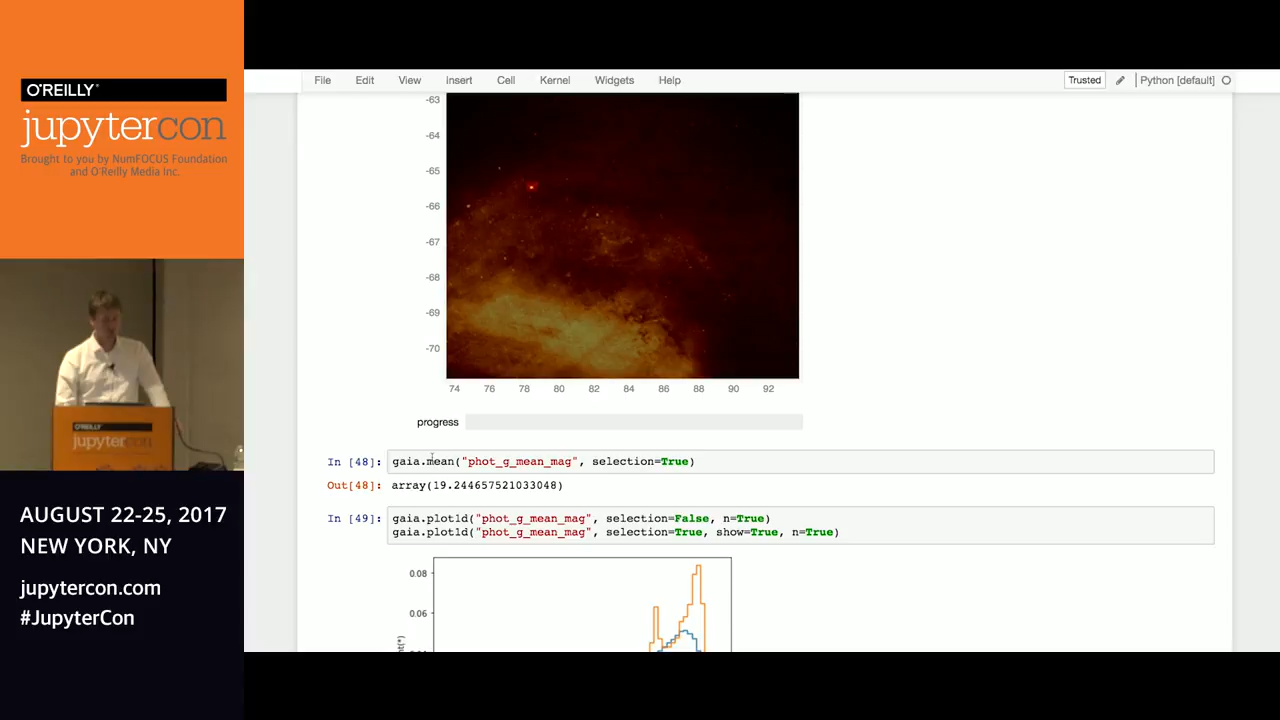 O'REILLY®
jupytercon
Brought to you by NumFOCUS Foundation
and O'Reilly Media Inc.
O'REILLY
jupytercon
AUGUST 22-25, 2017
NEW YORK, NY
jupytercon.com
#JupyterCon
File Edit View Insert Cell Kernel Widgets Help Trusted Python [default]
-63
-64
-65
-66
-67
-68
-69
-70
74 76 78 80 82 84 86 88 90 92
progress
In [48]: gaia.mean("phot_g_mean_mag", selection=True)
Out[48]: array(19.244657521033048)
In [49]: gaia.plot1d("phot_g_mean_mag", selection=False, n=True)
gaia.plot1d("phot_g_mean_mag", selection=True, show=True, n=True)
0.08
0.06